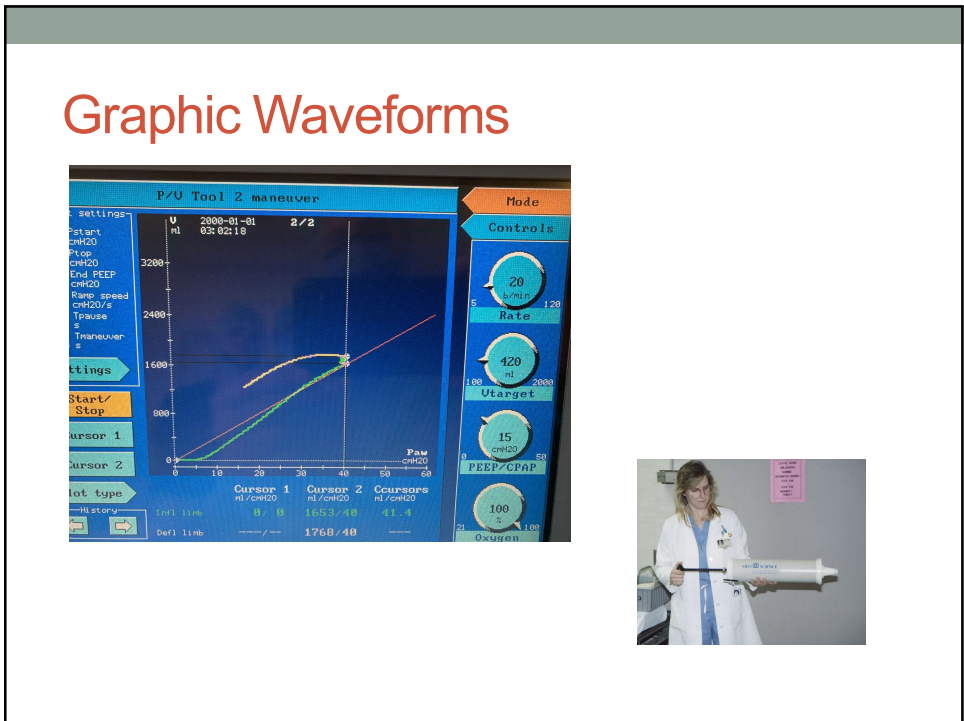 Graphic Waveforms
P/V Tool 2 maneuver
settings
Pstart
cmH2O
Ptop
cmH2O
End PEEP
cmH2O
Ramp speed
cmH2O/s
Tpause
s
Tmaneuver
s
ttings
Start/
Stop
ursor 1
ursor 2
lot type
History
V
ml
2000-01-01 2/2
03:02:18
3200
2400
1600
800
0
0 10 20 30 40 50 60
Paw
cmH2O
Cursor 1 Cursor 2 Ccursors
ml/cmH2O ml/cmH2O ml/cmH2O
Infl limb 0/ 0 1653/40 41.4
Defl limb ---/-- 1768/40 ---
Mode
Controls
20
b/min
5 120
Rate
420
ml
100 2000
Vtarget
15
cmH2O
0 50
PEEP/CPAP
100
%
21 100
Oxygen